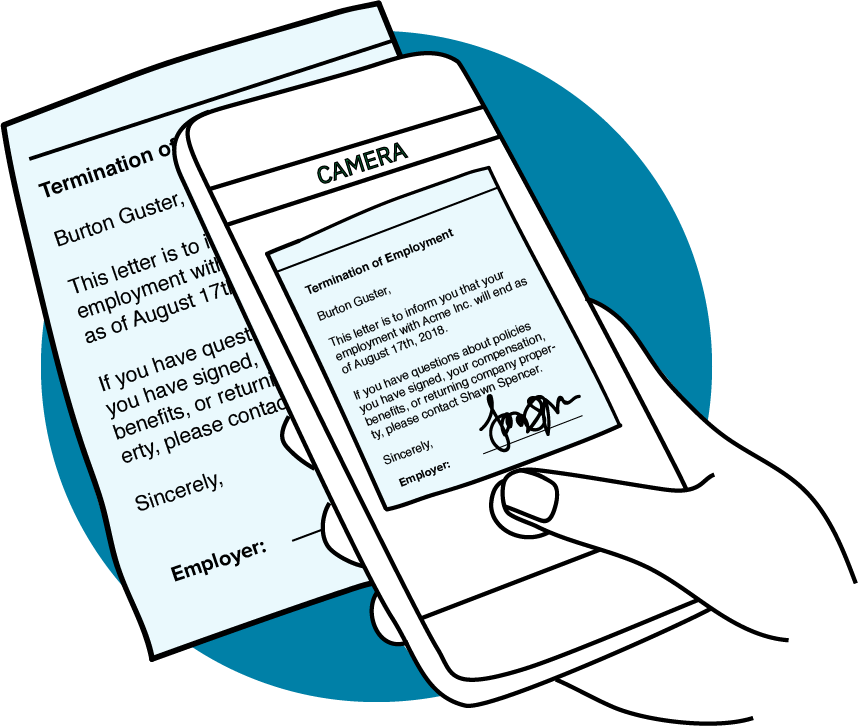 Termination of
Burton Guster,
This letter is to i
employment with
as of August 17th
If you have quest
you have signed,
benefits, or returnin
erty, please contac
Sincerely,
Employer:
CAMERA
Termination of Employment
Burton Guster,
This letter is to inform you that your
employment with Acme Inc. will end as
of August 17th, 2018.
If you have questions about policies
you have signed, your compensation,
benefits, or returning company proper-
ty, please contact Shawn Spencer.
Sincerely,
Employer: